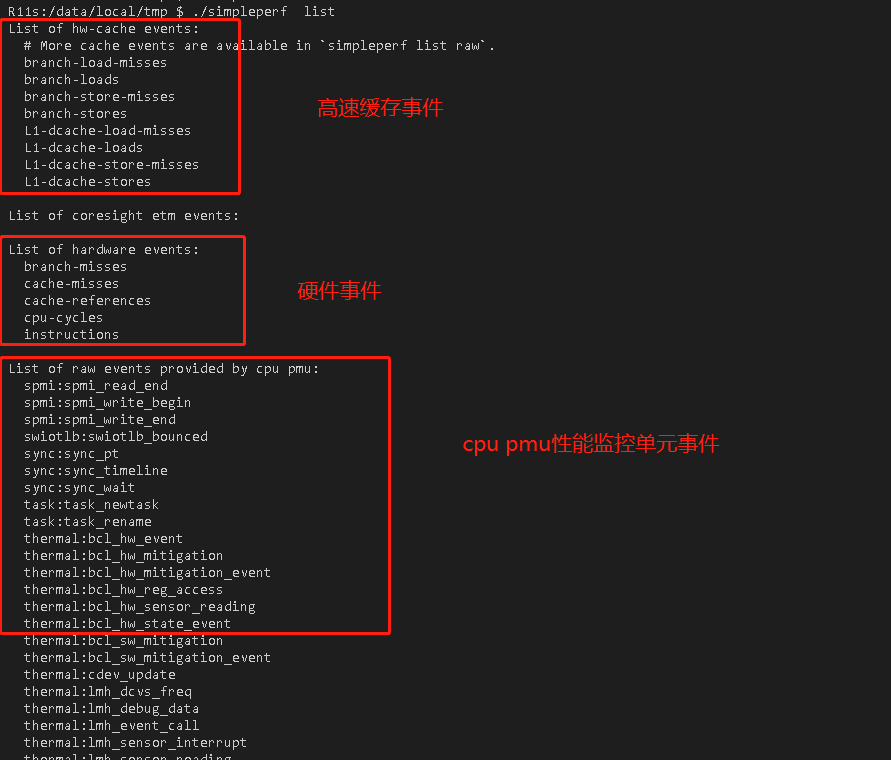 R11s:/data/local/tmp $ ./simpleperf  list
List of hw-cache events:
  # More cache events are available in `simpleperf list raw`.
  branch-load-misses
  branch-loads
  branch-store-misses
  branch-stores
  L1-dcache-load-misses
  L1-dcache-loads
  L1-dcache-store-misses
  L1-dcache-stores
高速缓存事件
List of coresight etm events:
List of hardware events:
  branch-misses
  cache-misses
  cache-references
  cpu-cycles
  instructions
硬件事件
List of raw events provided by cpu pmu:
  spmi:spmi_read_end
  spmi:spmi_write_begin
  spmi:spmi_write_end
  swiotlb:swiotlb_bounced
  sync:sync_pt
  sync:sync_timeline
  sync:sync_wait
  task:task_newtask
  task:task_rename
  thermal:bcl_hw_event
  thermal:bcl_hw_mitigation
  thermal:bcl_hw_mitigation_event
  thermal:bcl_hw_reg_access
  thermal:bcl_hw_sensor_reading
  thermal:bcl_hw_state_event
cpu pmu性能监控单元事件
  thermal:bcl_sw_mitigation
  thermal:bcl_sw_mitigation_event
  thermal:cdev_update
  thermal:lmh_dcvs_freq
  thermal:lmh_debug_data
  thermal:lmh_event_call
  thermal:lmh_sensor_interrupt
  thermal:lmh_sensor_reading